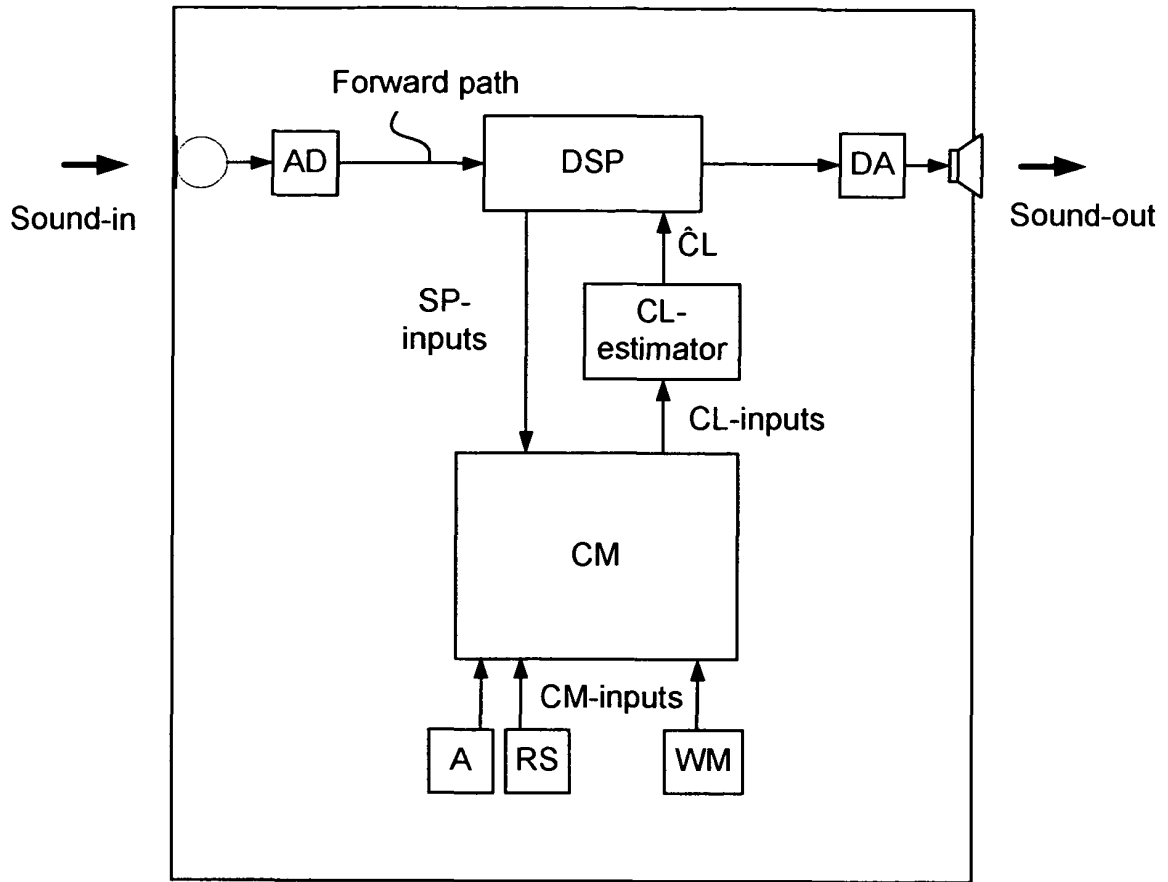 Forward path
AD
DSP
DA
Sound-in
Sound-out
ĈL
SP-
inputs
CL-
estimator
CL-inputs
CM
CM-inputs
A
RS
WM